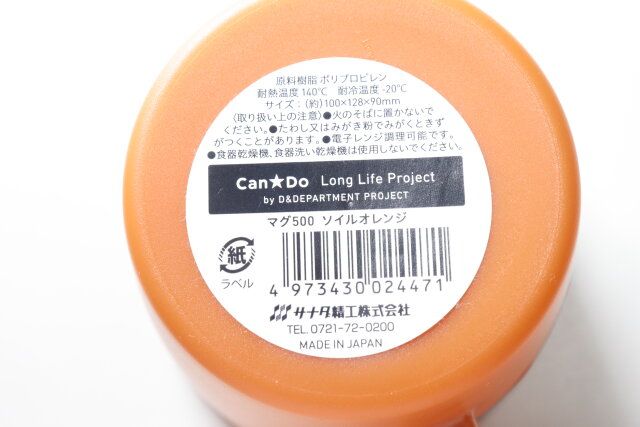 原料樹脂 ポリプロピレン
耐熱温度 140℃ 耐冷温度 -20℃
サイズ：(約)100×128×90mm
〈取り扱い上の注意〉●火のそばに置かないで
ください。●たわし又はみがき粉でみがくときず
がつくことがあります。●電子レンジ調理可能です。
●食器乾燥機、食器洗い乾燥機は使用しないでください。
Can★Do Long Life Project
by D&DEPARTMENT PROJECT
マグ500 ソイルオレンジ
紙
ラベル
4 973430 024471
サナダ精工株式会社
TEL. 0721-72-0200
MADE IN JAPAN